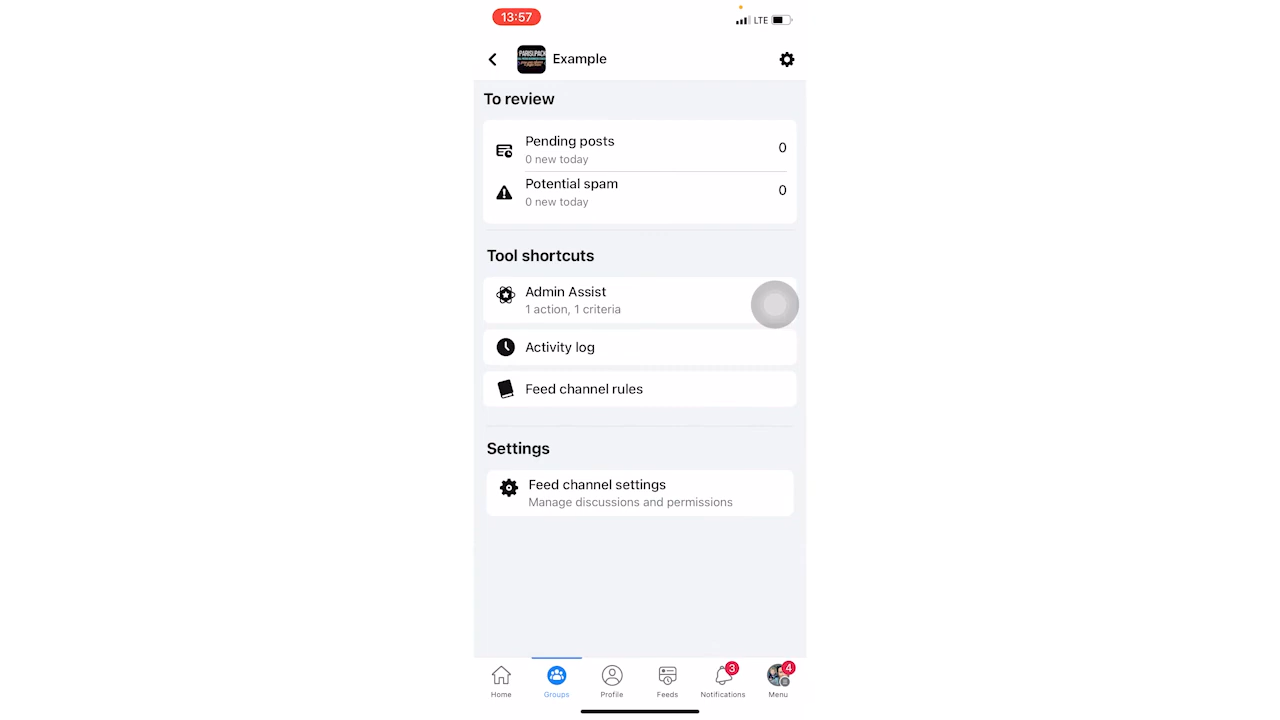 13:57
LTE
Example
To review
Pending posts
0 new today
0
Potential spam
0 new today
0
Tool shortcuts
Admin Assist
1 action, 1 criteria
Activity log
Feed channel rules
Settings
Feed channel settings
Manage discussions and permissions
3
4
Home
Groups
Profile
Feeds
Notifications
Menu